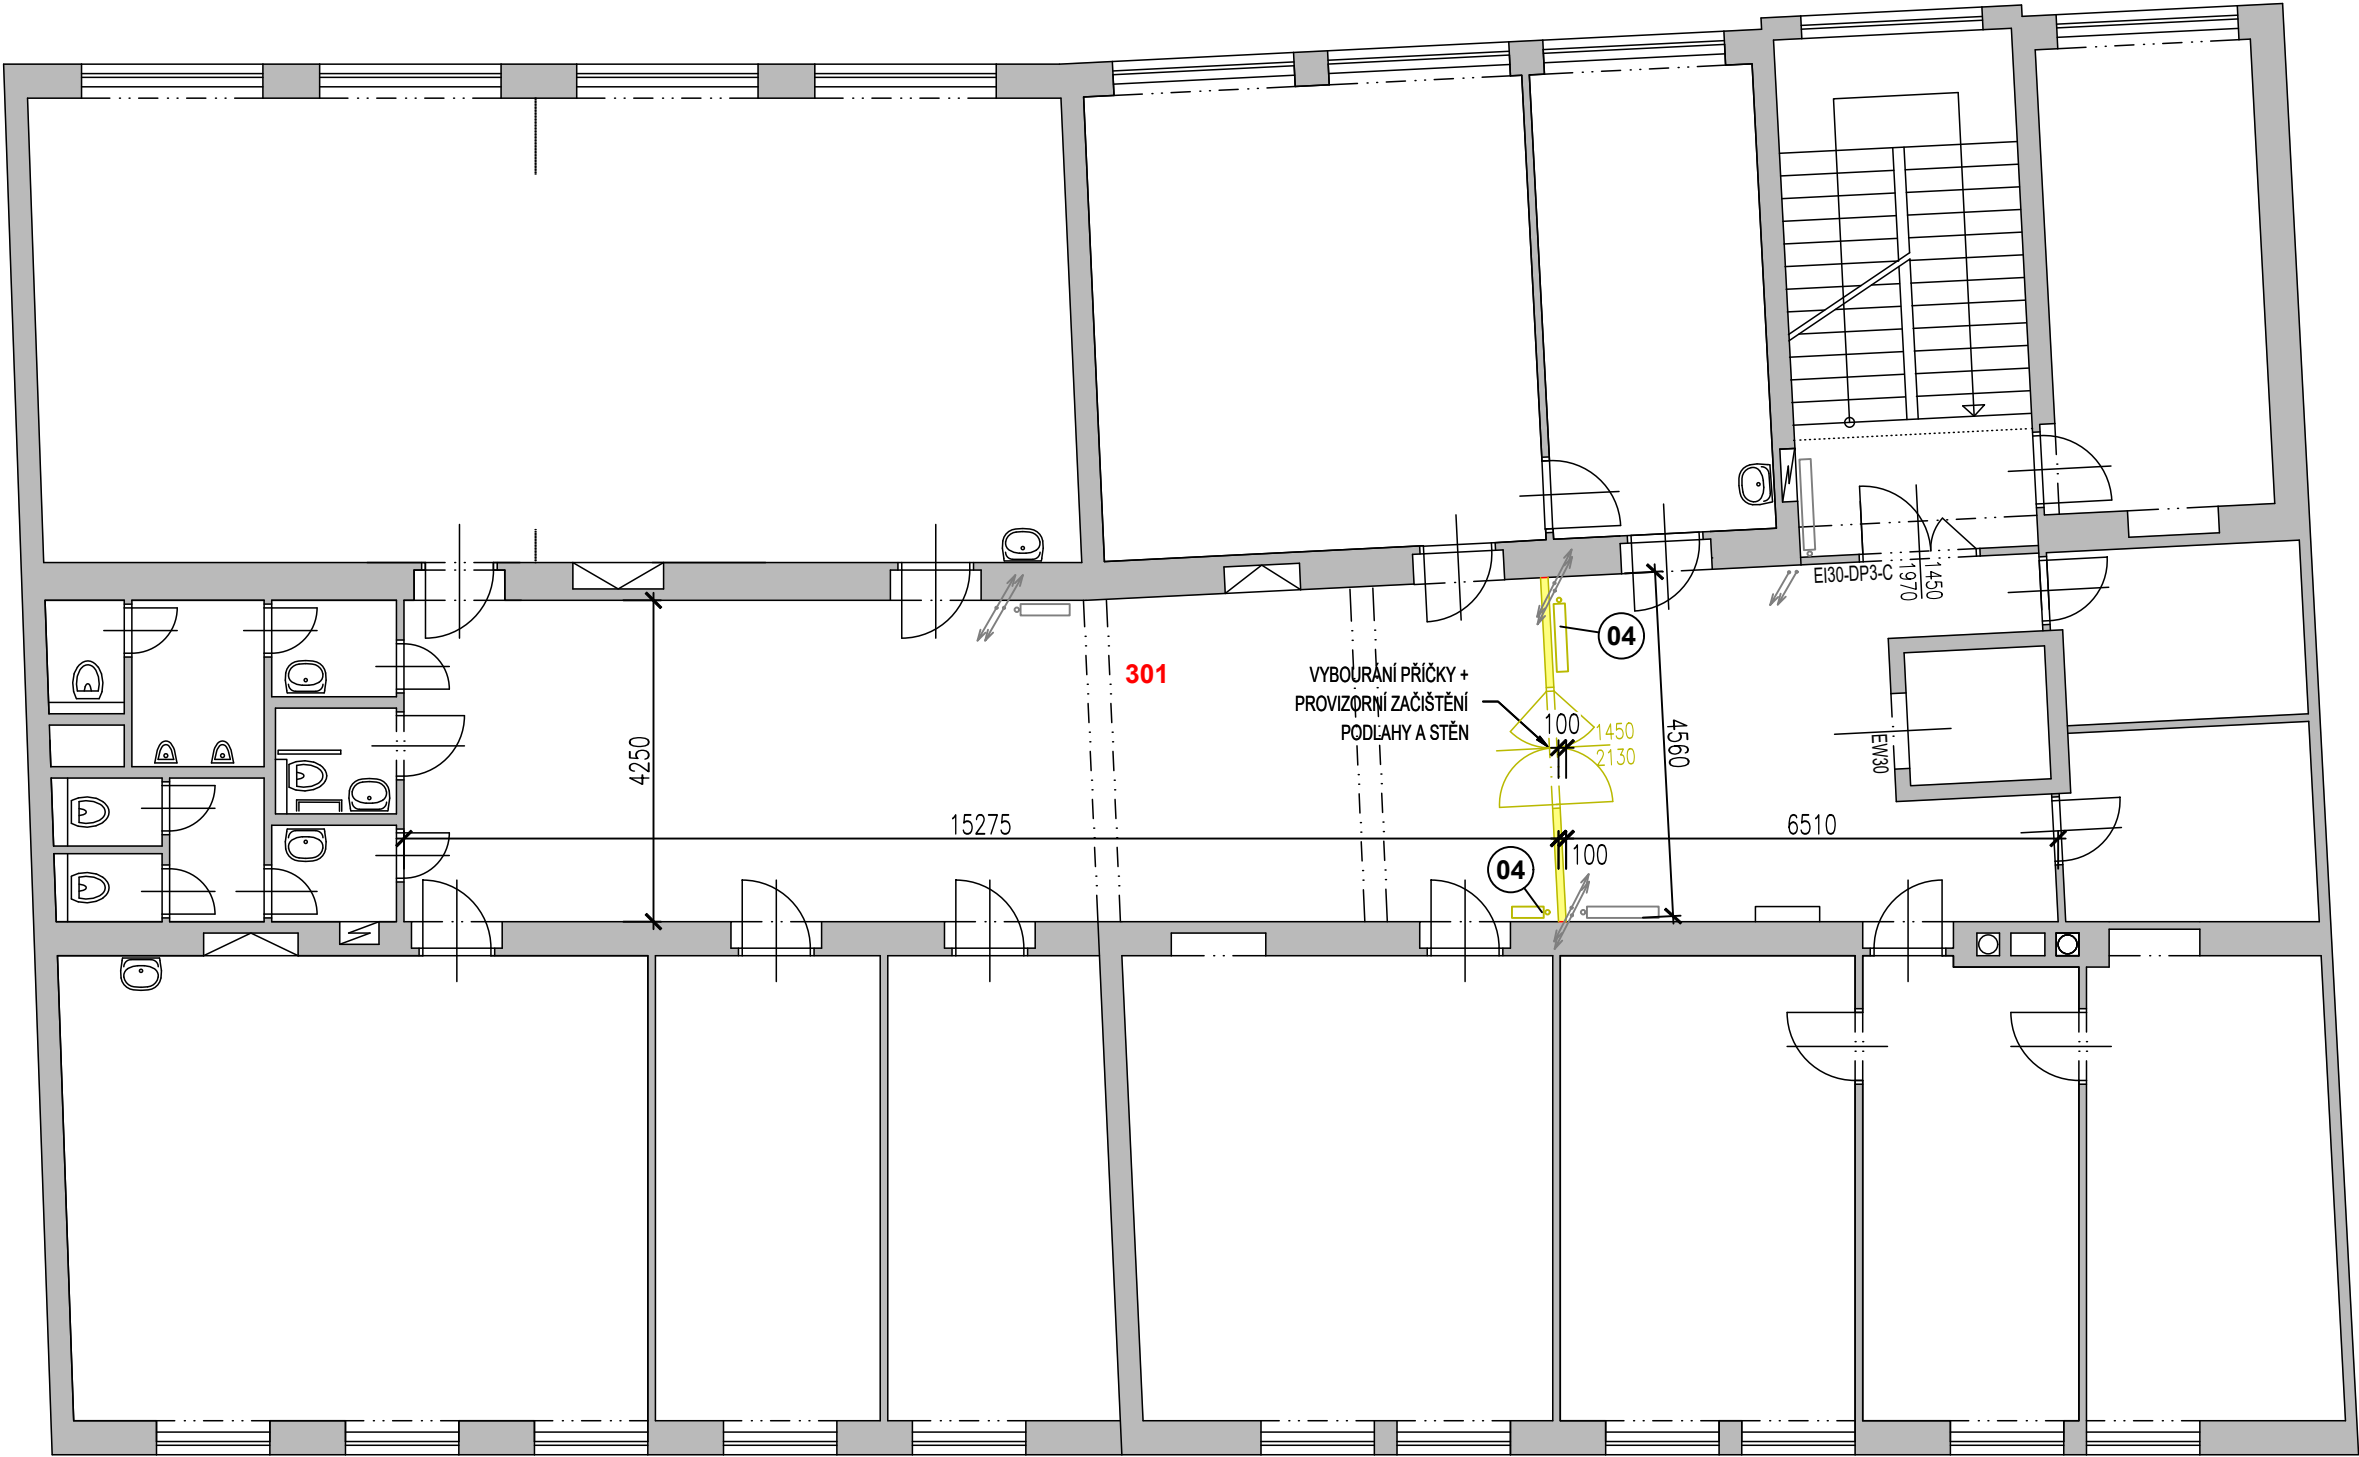 EI30-DP3-C
1970
1450
04
301
VYBOURÁNÍ PŘÍČKY +
PROVIZORNÍ ZAČIŠTĚNÍ
PODLAHY A STĚN
100
1450
2130
4560
EW30
4250
15275
6510
100
04